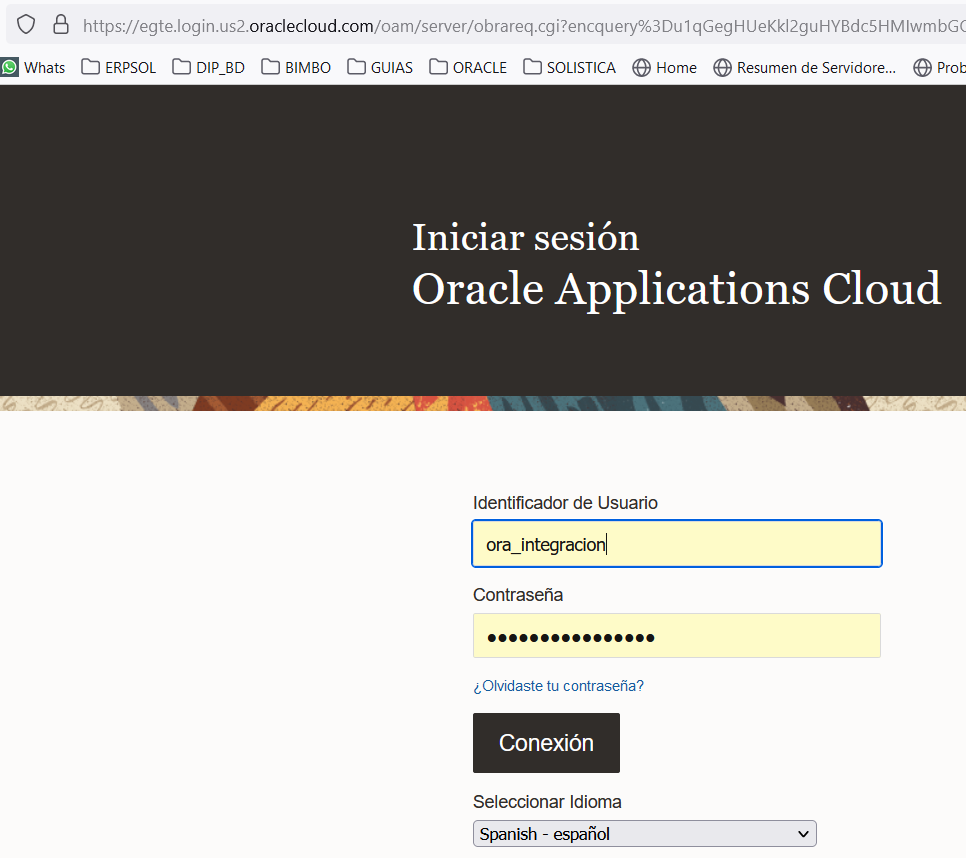 https://egte.login.us2.oraclecloud.com/oam/server/obrareq.cgi?encquery%3Du1qGegHUeKkl2guHYBdc5HMIwmbGC
Whats ERPSOL DIP_BD BIMBO GUIAS ORACLE SOLISTICA Home Resumen de Servidore... Prob
Iniciar sesión
Oracle Applications Cloud
Identificador de Usuario
ora_integracion
Contraseña
••••••••••••••••
¿Olvidaste tu contraseña?
Conexión
Seleccionar Idioma
Spanish - español